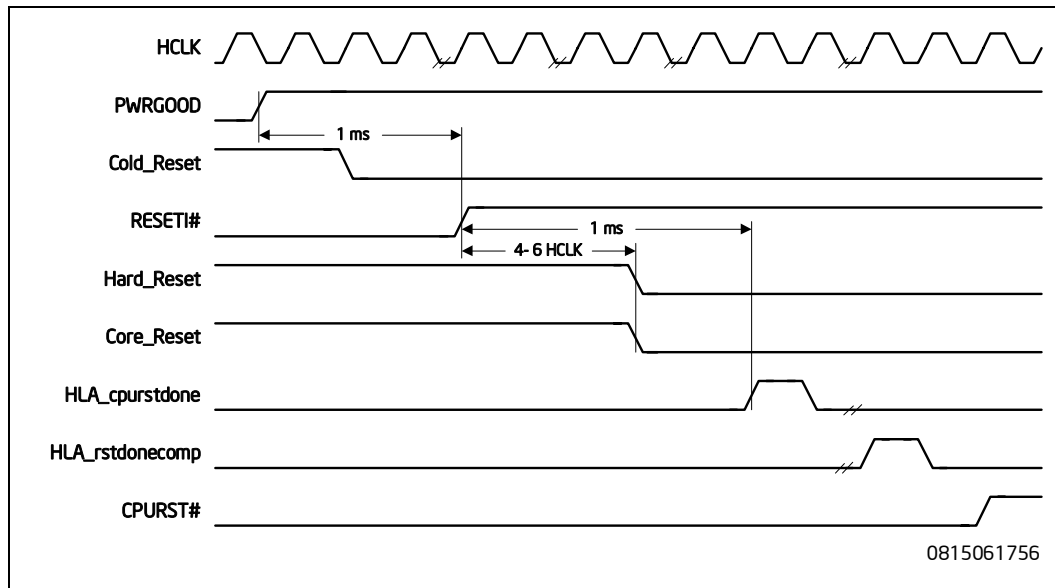 HCLK
PWRGOOD
1 ms
Cold_Reset
RESETI#
1 ms
4- 6 HCLK
Hard_Reset
Core_Reset
HLA_cpurstdone
HLA_rstdonecomp
CPURST#
0815061756